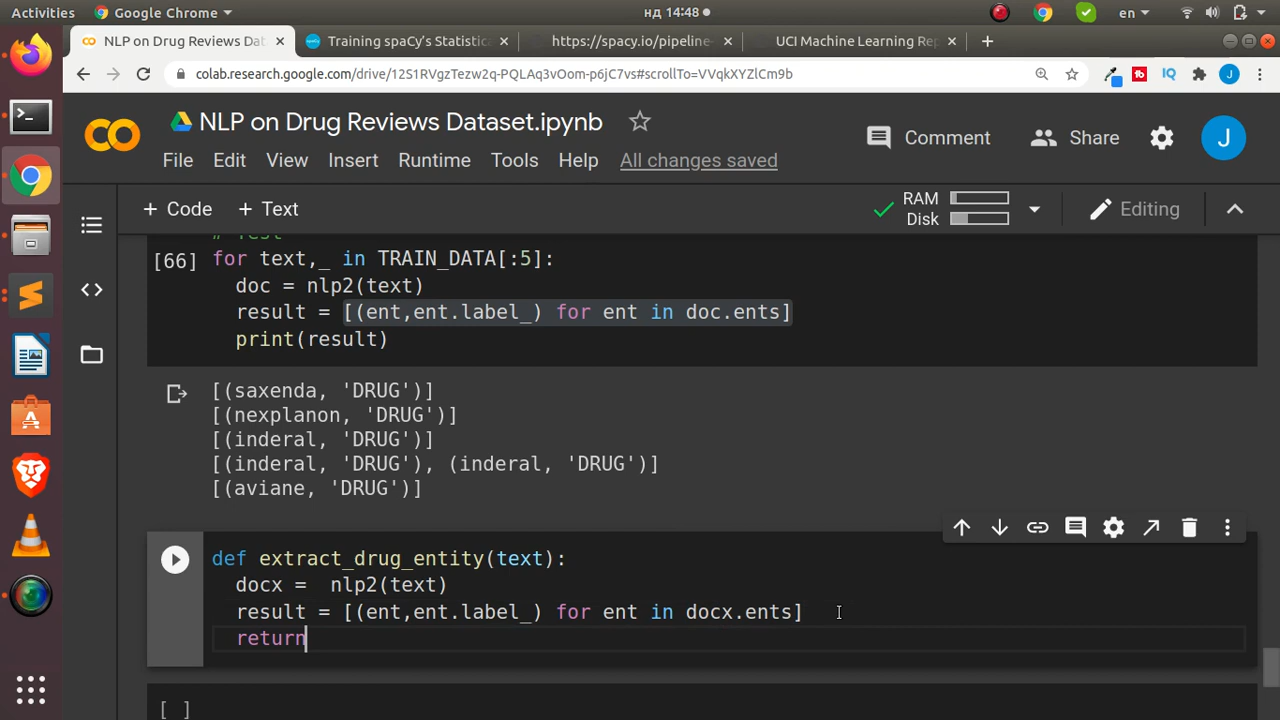 Activities Google Chrome нд 14:48 en
NLP on Drug Reviews Dat Training spaCy's Statistica https://spacy.io/pipeline- UCI Machine Learning Rep
colab.research.google.com/drive/12S1RVgzTezw2q-PQLAq3vOom-p6jC7vs#scrollTo=VVqkXYZlCm9b
NLP on Drug Reviews Dataset.ipynb
Comment Share J
File Edit View Insert Runtime Tools Help All changes saved
+ Code + Text RAM Disk Editing
# Test
[66] for text,_ in TRAIN_DATA[:5]:
doc = nlp2(text)
result = [(ent,ent.label_) for ent in doc.ents]
print(result)
[(saxenda, 'DRUG')]
[(nexplanon, 'DRUG')]
[(inderal, 'DRUG')]
[(inderal, 'DRUG'), (inderal, 'DRUG')]
[(aviane, 'DRUG')]
def extract_drug_entity(text):
docx =  nlp2(text)
result = [(ent,ent.label_) for ent in docx.ents]
return
[ ]